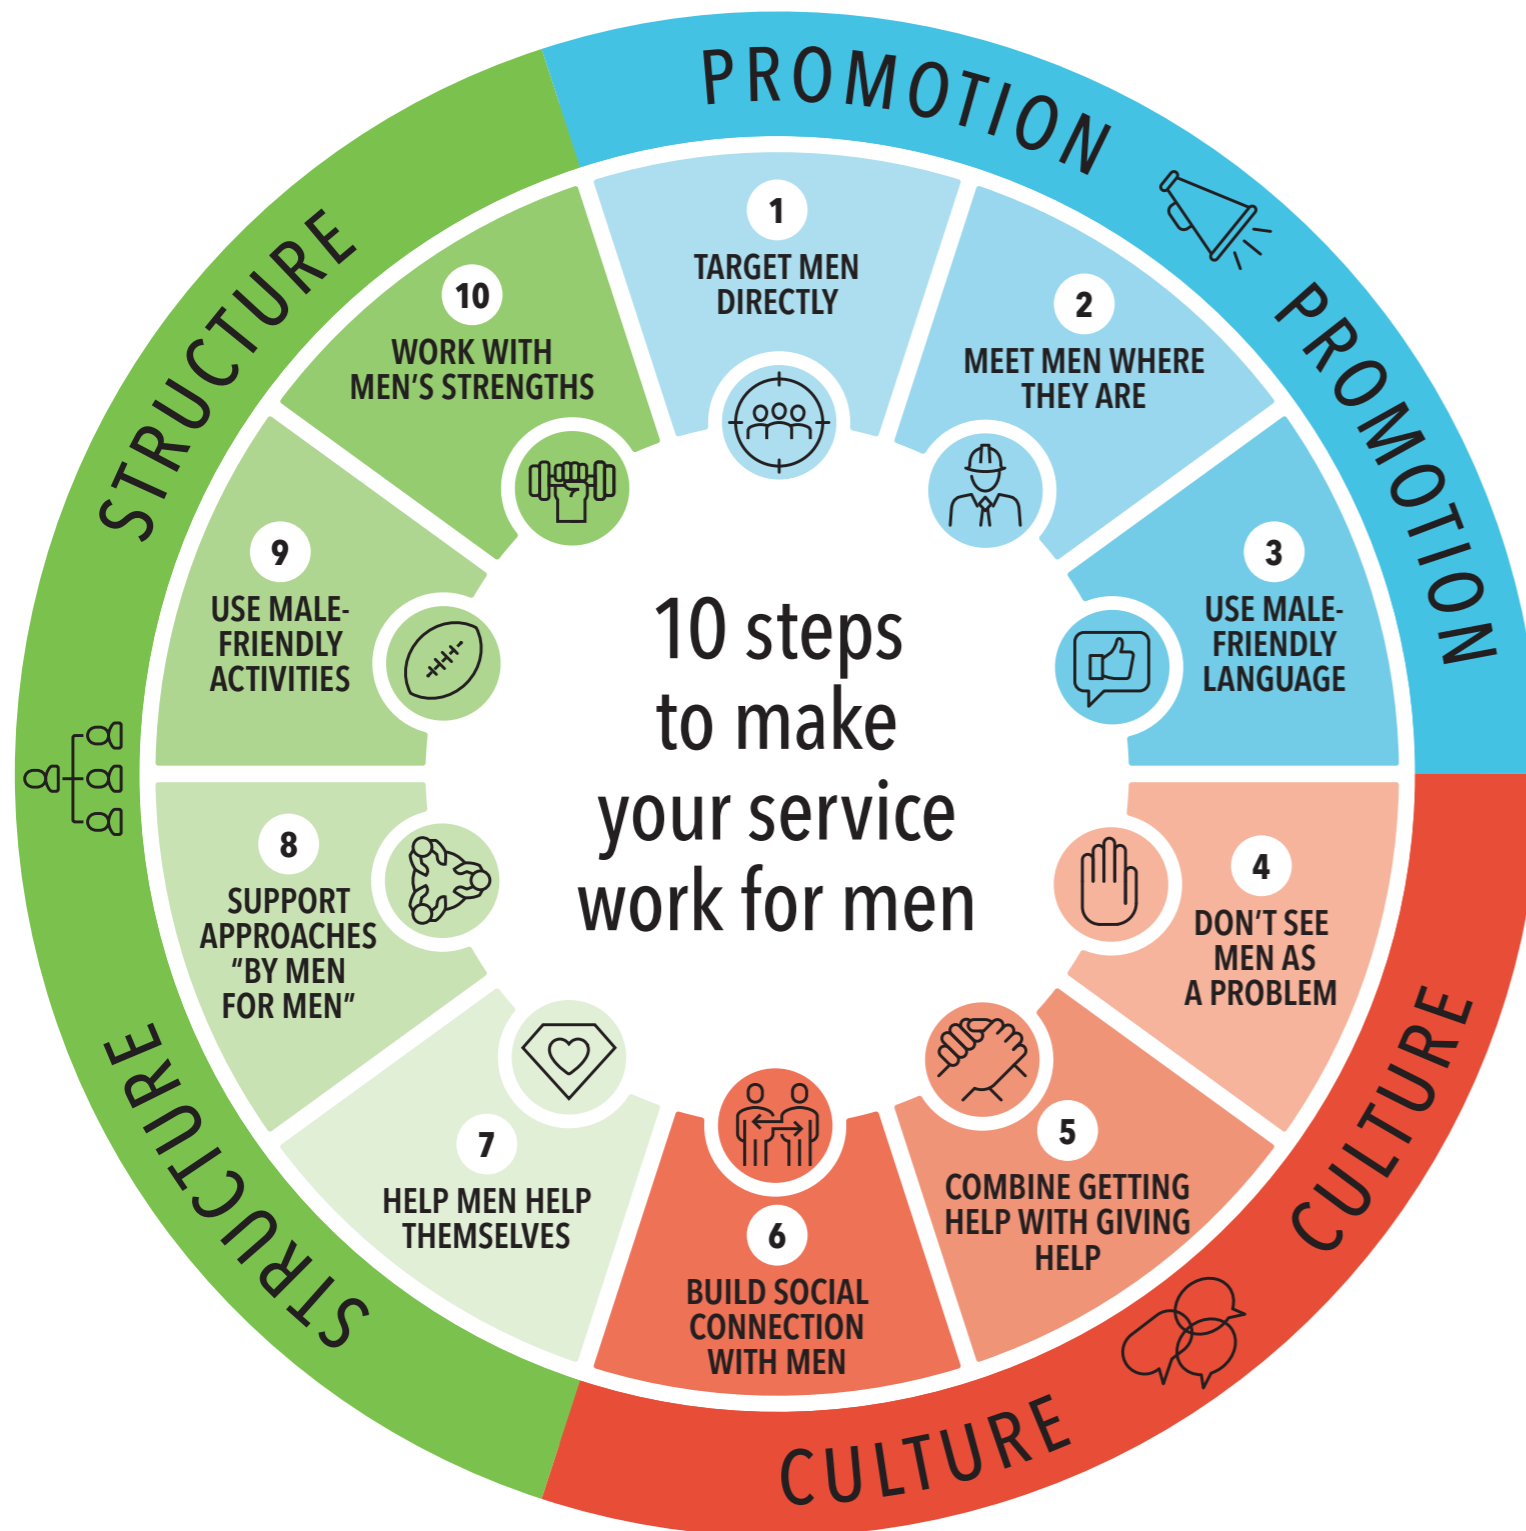 PROMOTION
PROMOTION
STRUCTURE
STRUCTURE
CULTURE
CULTURE
10 steps
to make
your service
work for men
1
TARGET MEN
DIRECTLY
2
MEET MEN WHERE
THEY ARE
3
USE MALE-
FRIENDLY
LANGUAGE
4
DON'T SEE
MEN AS
A PROBLEM
5
COMBINE GETTING
HELP WITH GIVING
HELP
6
BUILD SOCIAL
CONNECTION
WITH MEN
7
HELP MEN HELP
THEMSELVES
8
SUPPORT
APPROACHES
"BY MEN
FOR MEN"
9
USE MALE-
FRIENDLY
ACTIVITIES
10
WORK WITH
MEN'S STRENGTHS